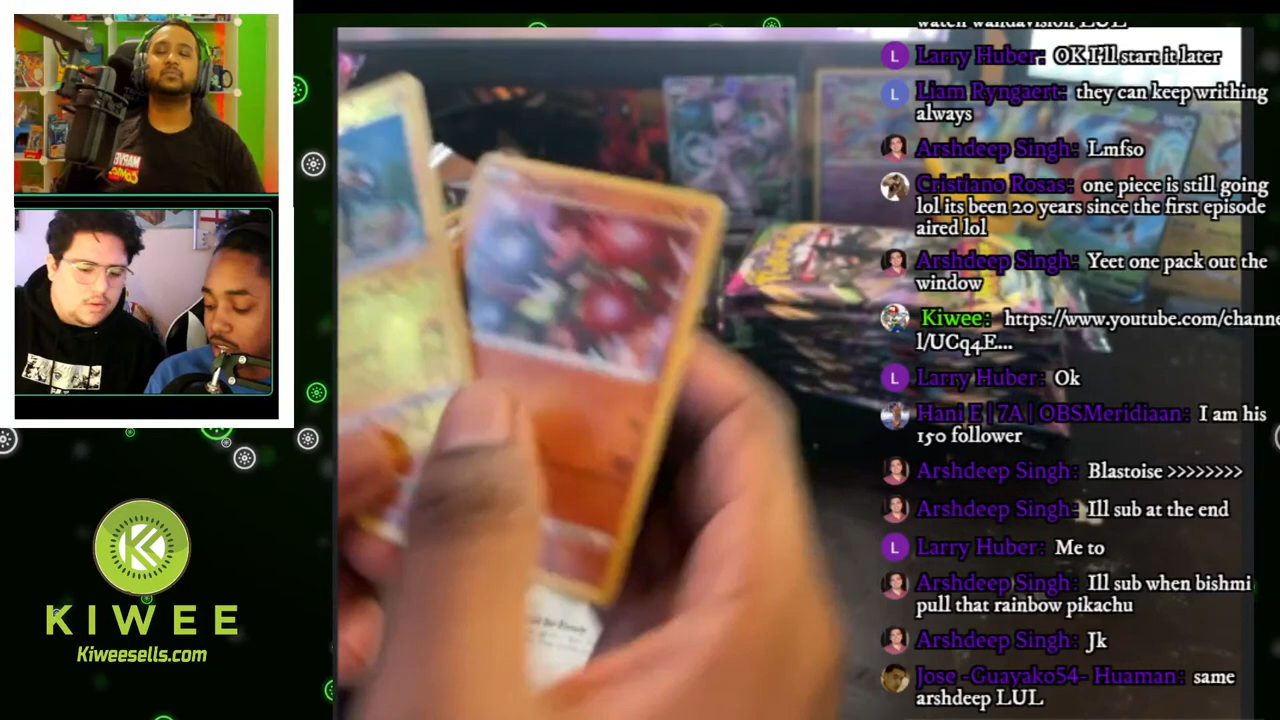 watch wandavision LUL
L Larry Huber: OK I'll start it later
L Liam Ryngaert: they can keep writhing
always
Arshdeep Singh: Lmfso
Cristiano Rosas: one piece is still going
lol its been 20 years since the first episode
aired lol
Arshdeep Singh: Yeet one pack out the
window
Kiwee: https://www.youtube.com/channe
l/UCq4E...
L Larry Huber: Ok
Hani E | 7A | OBSMeridiaan: I am his
150 follower
Arshdeep Singh: Blastoise >>>>>>>>
Arshdeep Singh: Ill sub at the end
L Larry Huber: Me to
Arshdeep Singh: Ill sub when bishmi
pull that rainbow pikachu
Arshdeep Singh: Jk
Jose -Guayako54- Huaman: same
arshdeep LUL
MARVEL
COMICS
K
KIWEE
Kiweesells.com